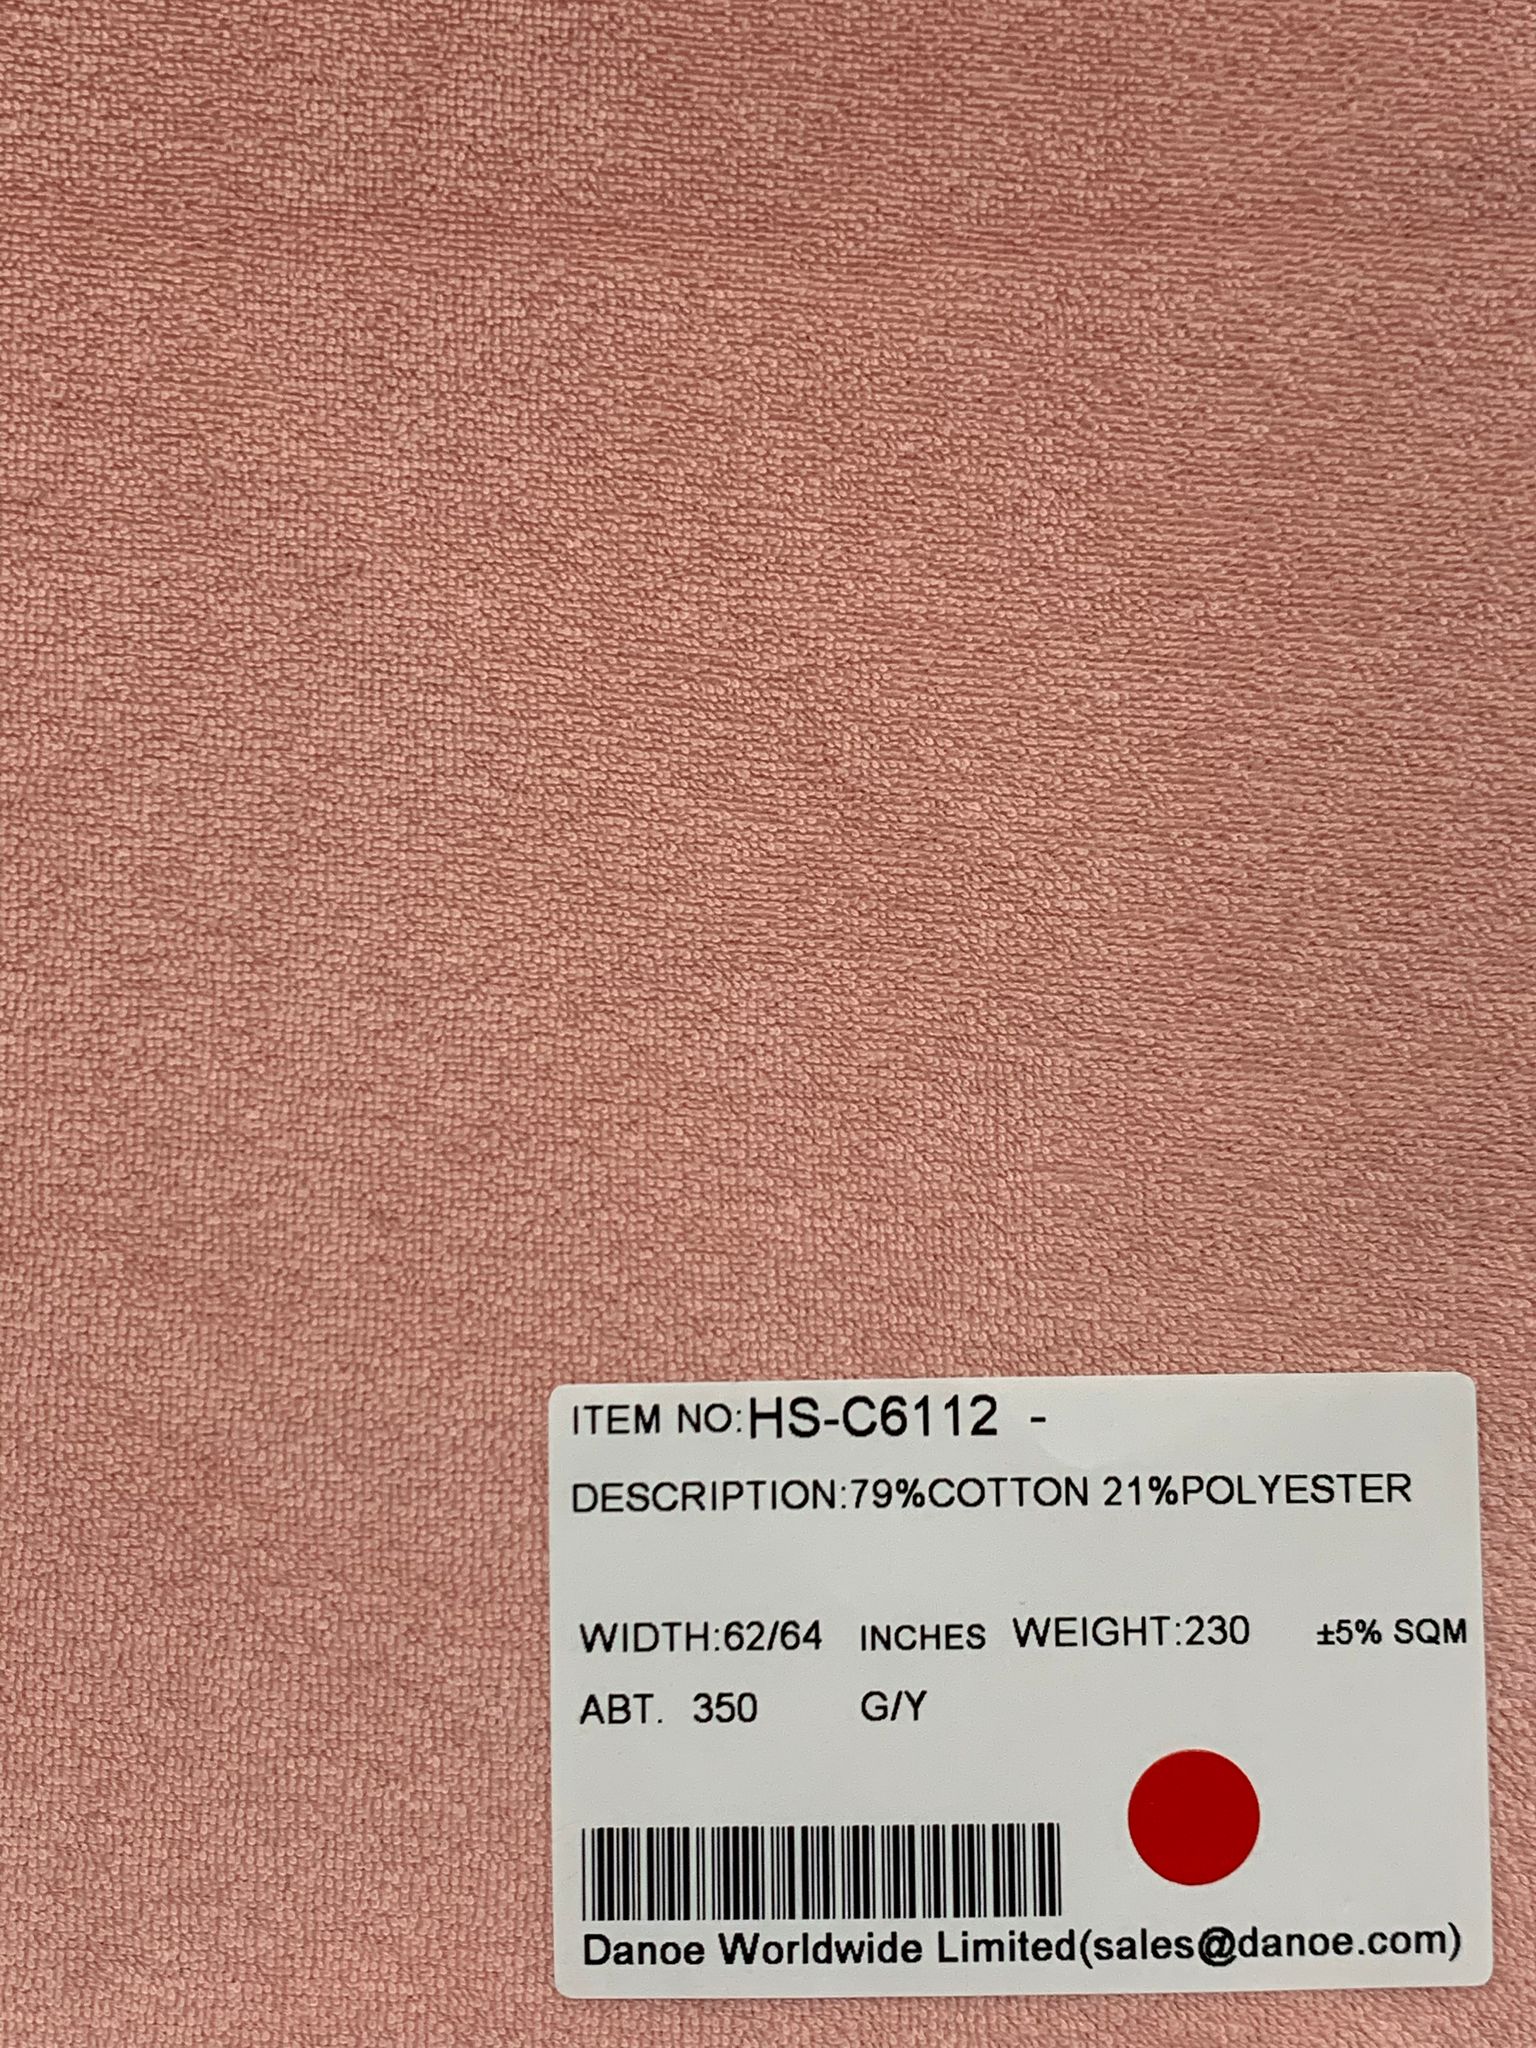 ITEM NO:HS-C6112 -
DESCRIPTION:79%COTTON 21%POLYESTER
WIDTH:62/64 INCHES WEIGHT:230 ±5% SQM
ABT. 350 G/Y
Danoe Worldwide Limited(sales@danoe.com)